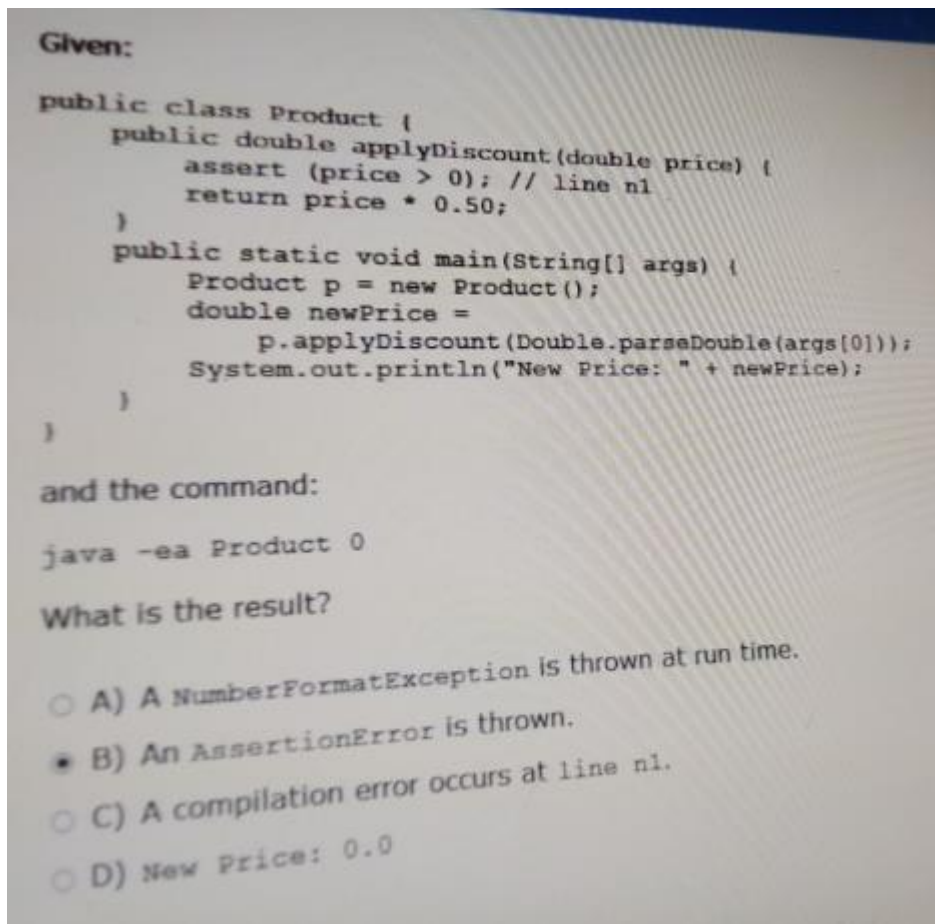 Given:
public class Product {
public double applyDiscount(double price) {
assert (price > 0); // line n1
return price * 0.50;
}
public static void main(String[] args) {
Product p = new Product();
double newPrice =
p.applyDiscount(Double.parseDouble(args[0]));
System.out.println("New Price: " + newPrice);
}
}
and the command:
java -ea Product 0
What is the result?
A) A NumberFormatException is thrown at run time.
B) An AssertionError is thrown.
C) A compilation error occurs at line n1.
D) New Price: 0.0